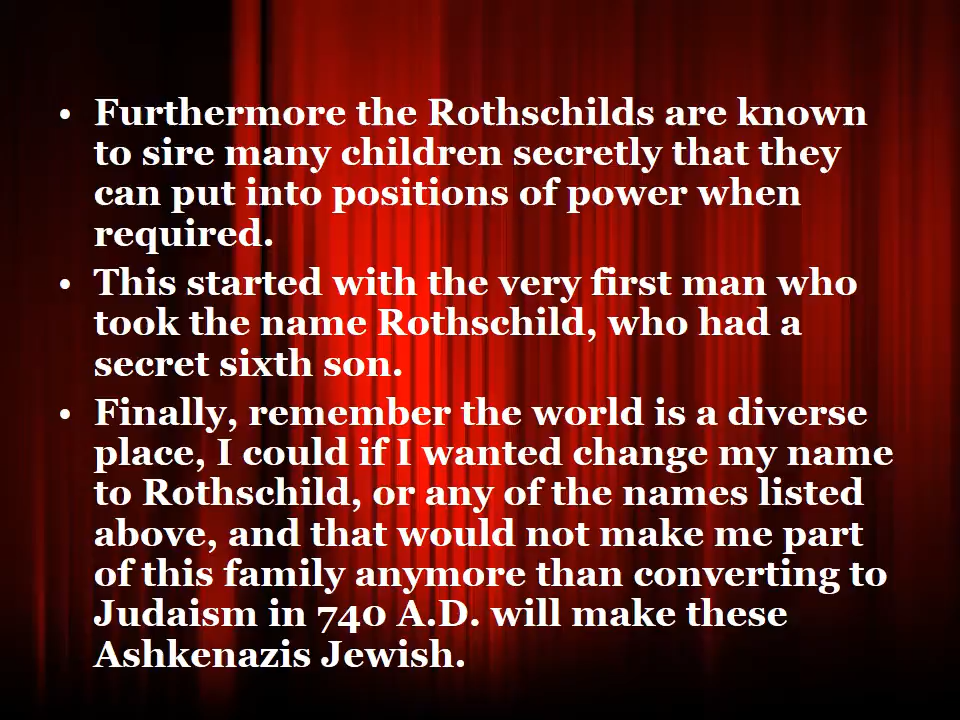 • Furthermore the Rothschilds are known
to sire many children secretly that they
can put into positions of power when
required.
• This started with the very first man who
took the name Rothschild, who had a
secret sixth son.
• Finally, remember the world is a diverse
place, I could if I wanted change my name
to Rothschild, or any of the names listed
above, and that would not make me part
of this family anymore than converting to
Judaism in 740 A.D. will make these
Ashkenazis Jewish.